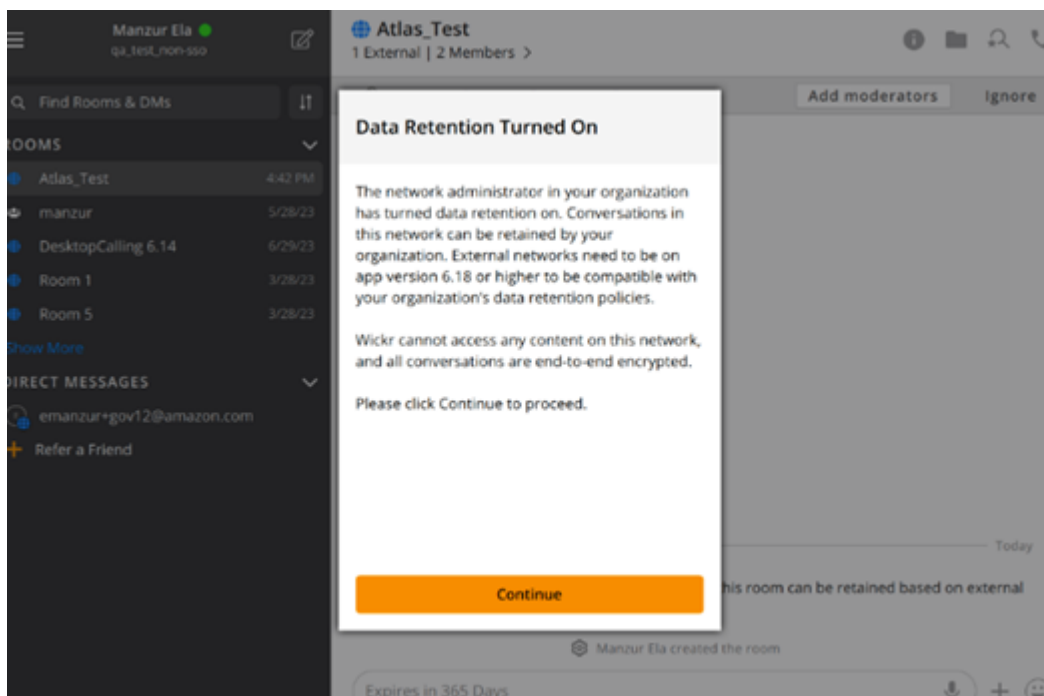 Manzur Ela
qa_test_non-sso
Find Rooms & DMs
ROOMS
Atlas_Test 4:42 PM
manzur 5/28/23
DesktopCalling 6.14 6/29/23
Room 1 3/28/23
Room 5 3/28/23
Show More
DIRECT MESSAGES
emanzur+gov12@amazon.com
Refer a Friend
Atlas_Test
1 External | 2 Members >
Add moderators Ignore
Data Retention Turned On
The network administrator in your organization
has turned data retention on. Conversations in
this network can be retained by your
organization. External networks need to be on
app version 6.18 or higher to be compatible with
your organization's data retention policies.
Wickr cannot access any content on this network,
and all conversations are end-to-end encrypted.
Please click Continue to proceed.
Continue
Today
his room can be retained based on external
Manzur Ela created the room
Expires in 365 Days